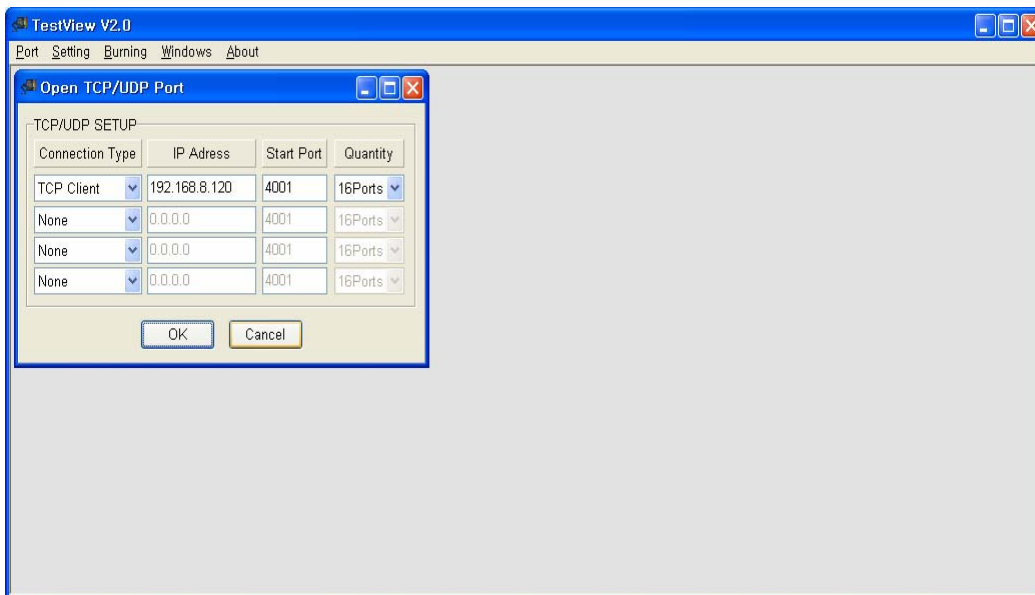 TestView V2.0
Port Setting Burning Windows About
Open TCP/UDP Port
TCP/UDP SETUP
Connection Type IP Adress Start Port Quantity
TCP Client 192.168.8.120 4001 16Ports
None 0.0.0.0 4001 16Ports
None 0.0.0.0 4001 16Ports
None 0.0.0.0 4001 16Ports
OK Cancel